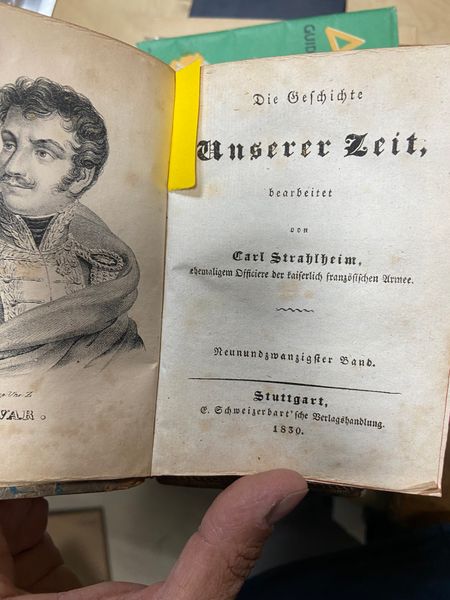 GUID
Die Geschichte
Unserer Zeit,
bearbeitet
von
Carl Strahlheim,
ehemaligem Officiere der kaiserlich französischen Armee.
Neunundzwanzigster Band.
Stuttgart,
E. Schweizerbart'sche Verlagshandlung.
1830.